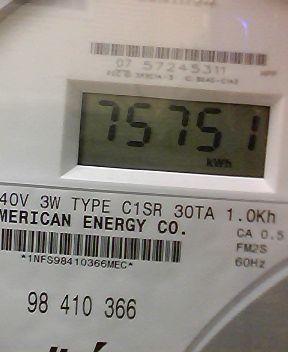 07 57245311
75751
kWh
40V 3W TYPE C1SR 30TA 1.0Kh
MERICAN ENERGY CO.
CA 0.5
FM2S
*1NFS98410366MEC*
60Hz
98 410 366